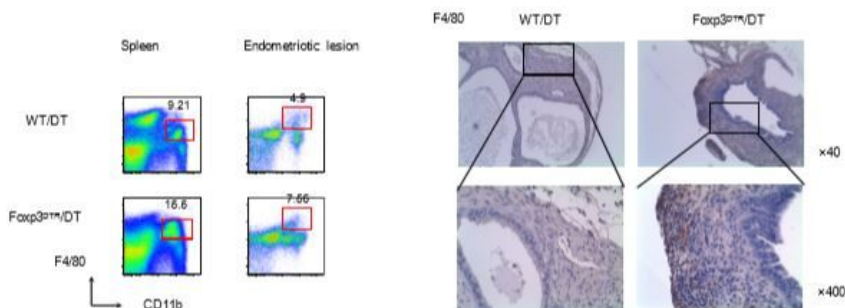 Spleen
Endometriotic lesion
WT/DT
9.21
4.9
Foxp3ᴰᵀᴿ/DT
16.6
7.66
F4/80
CD11b
F4/80
WT/DT
Foxp3ᴰᵀᴿ/DT
×40
×400